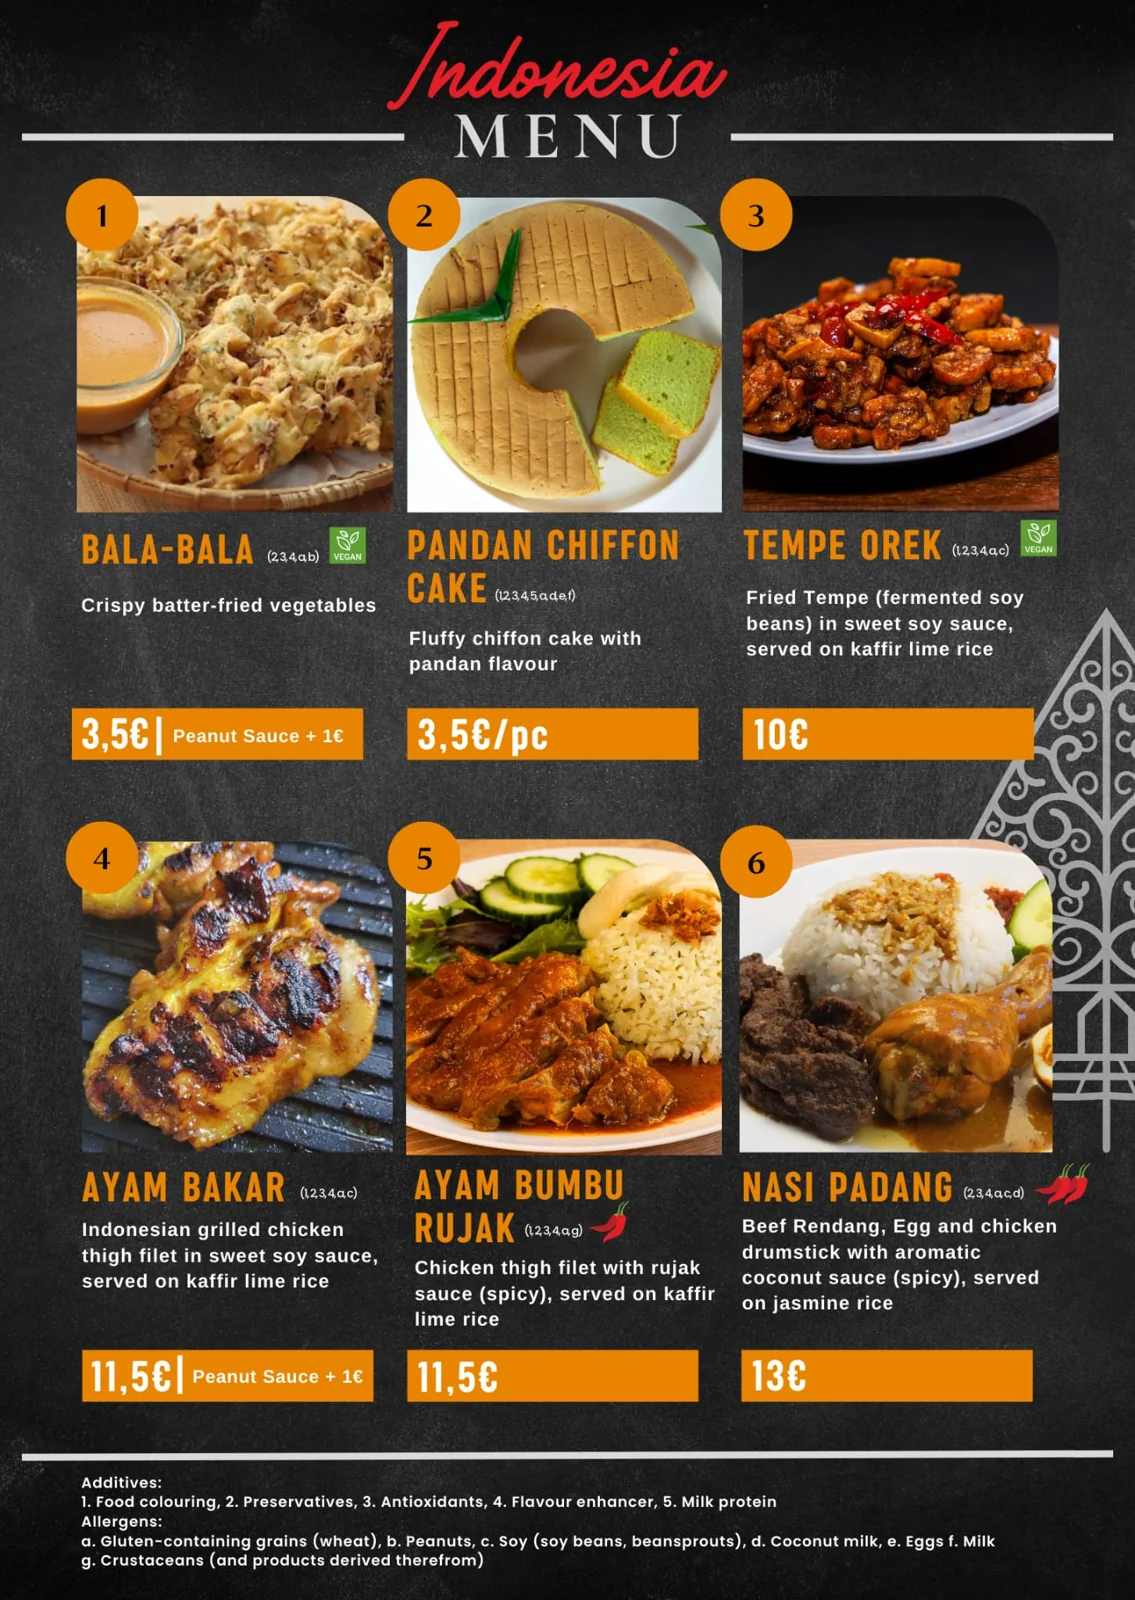 Indonesia
MENU
1
BALA-BALA (2,3,4,a,b) VEGAN
Crispy batter-fried vegetables
3,5€| Peanut Sauce + 1€
2
PANDAN CHIFFON
CAKE (1,2,3,4,5,a,d,e,f)
Fluffy chiffon cake with
pandan flavour
3,5€/pc
3
TEMPE OREK (1,2,3,4,a,c) VEGAN
Fried Tempe (fermented soy
beans) in sweet soy sauce,
served on kaffir lime rice
10€
4
AYAM BAKAR (1,2,3,4,a,c)
Indonesian grilled chicken
thigh filet in sweet soy sauce,
served on kaffir lime rice
11,5€| Peanut Sauce + 1€
5
AYAM BUMBU
RUJAK (1,2,3,4,a,g)
Chicken thigh filet with rujak
sauce (spicy), served on kaffir
lime rice
11,5€
6
NASI PADANG (2,3,4,a,c,d)
Beef Rendang, Egg and chicken
drumstick with aromatic
coconut sauce (spicy), served
on jasmine rice
13€
Additives:
1. Food colouring, 2. Preservatives, 3. Antioxidants, 4. Flavour enhancer, 5. Milk protein
Allergens:
a. Gluten-containing grains (wheat), b. Peanuts, c. Soy (soy beans, beansprouts), d. Coconut milk, e. Eggs f. Milk
g. Crustaceans (and products derived therefrom)